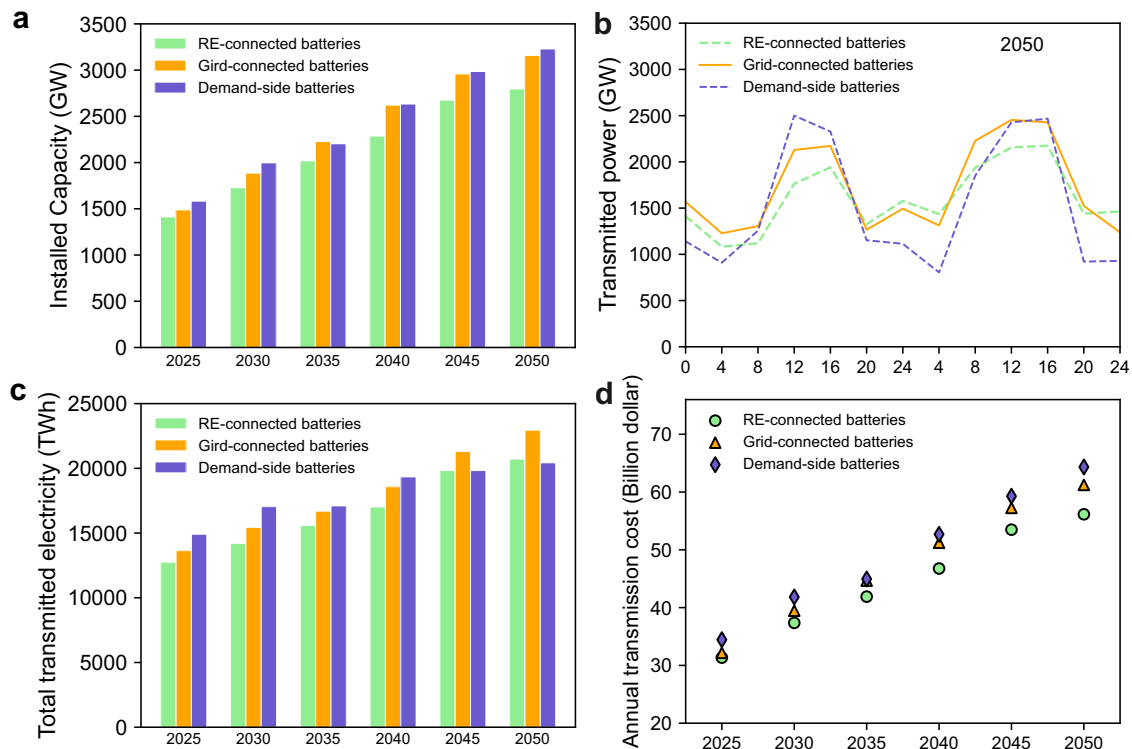 a
3500
3000
2500
2000
1500
1000
500
0
Installed Capacity (GW)
RE-connected batteries
Gird-connected batteries
Demand-side batteries
2025 2030 2035 2040 2045 2050
b
3500
3000
2500
2000
1500
1000
500
0
Transmitted power (GW)
RE-connected batteries
Grid-connected batteries
Demand-side batteries
2050
0 4 8 12 16 20 24 4 8 12 16 20 24
c
25000
20000
15000
10000
5000
0
Total transmitted electricity (TWh)
RE-connected batteries
Gird-connected batteries
Demand-side batteries
2025 2030 2035 2040 2045 2050
d
70
60
50
40
30
20
Annual transmission cost (Billion dollar)
RE-connected batteries
Grid-connected batteries
Demand-side batteries
2025 2030 2035 2040 2045 2050